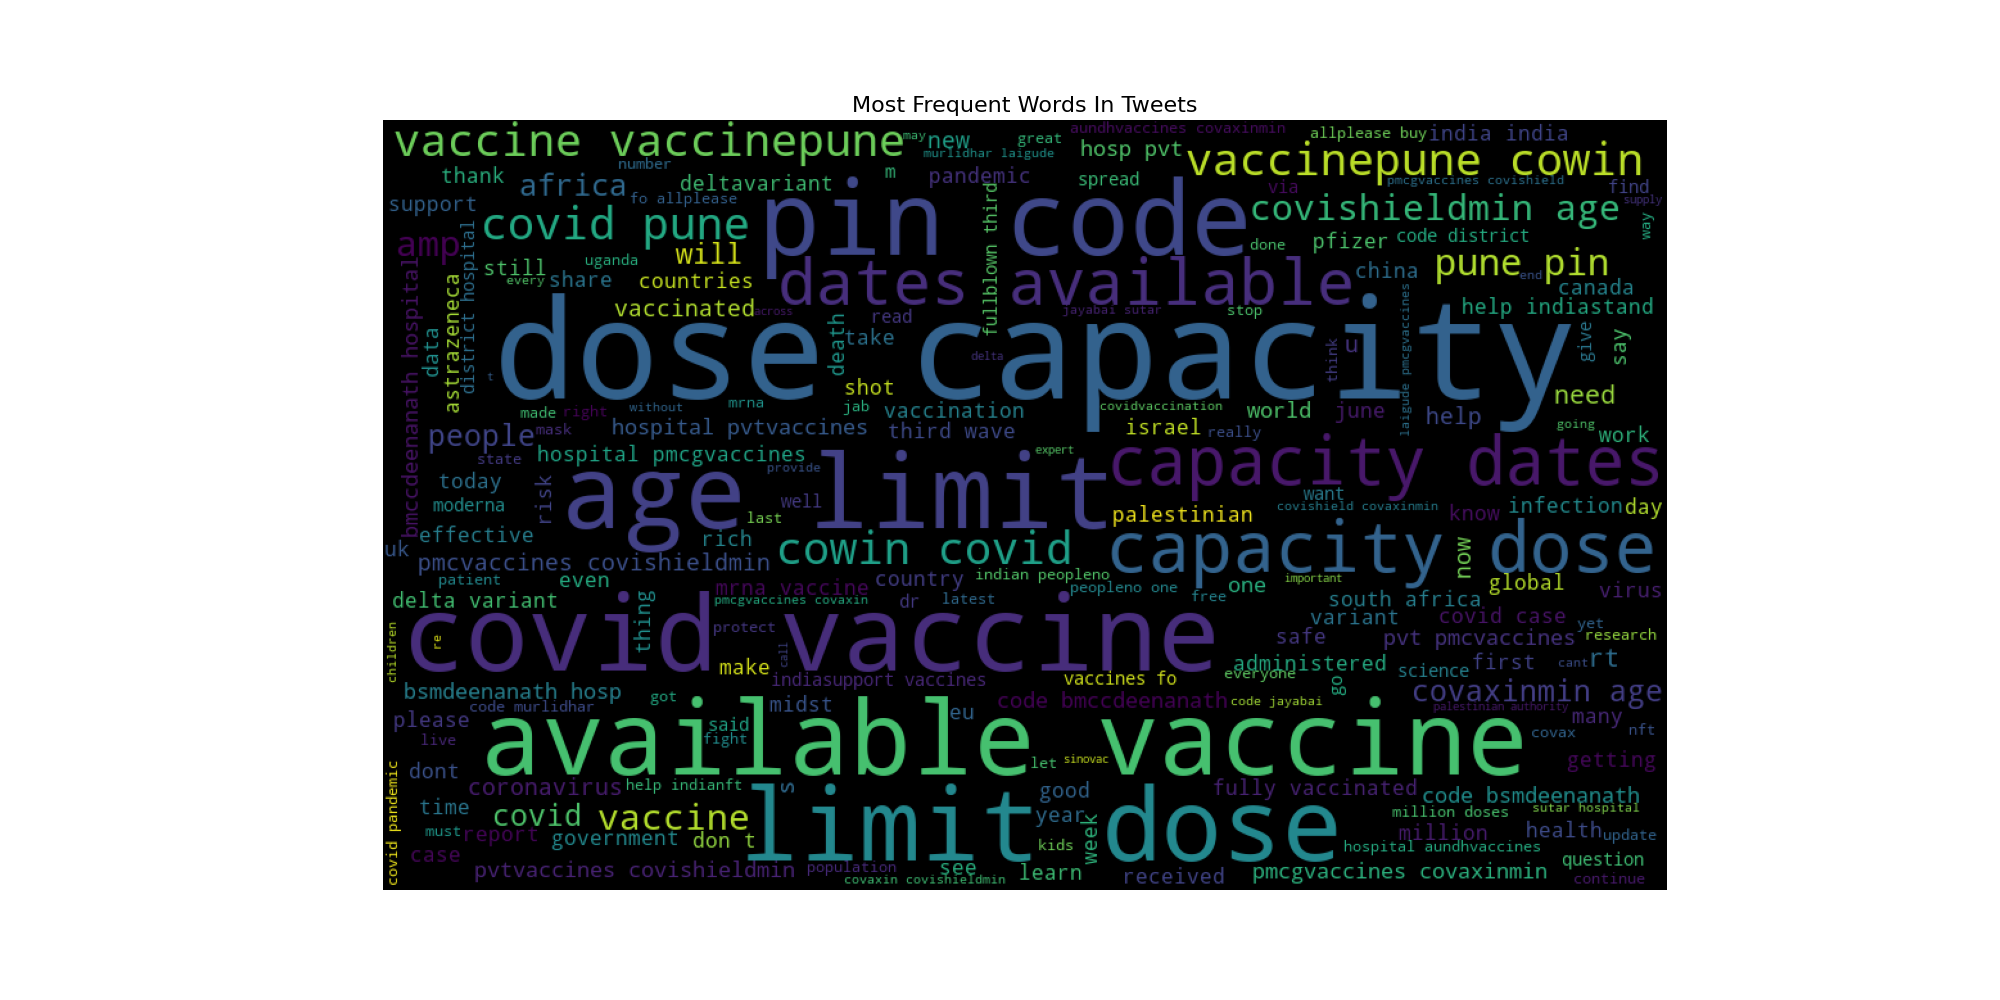 Most Frequent Words In Tweets
vaccine vaccinepune
may
new
great
aundhvaccines covaxinmin
allplease buy
india india
number
murlidhar laigude
hosp pvt
vaccinepune cowin
thank
africa
deltavariant
m
pandemic
spread
pmcgvaccines covishield
via
find
support
fo allplease
supply
covid pune
pin code
covishieldmin age
way
amp
will
fullblown third
done
pfizer
code district
still
uganda
dates available
china
pune pin
end
every
share
countries
canada
bmccdeenanath hospital
district hospital
astrazeneca
data
vaccinated
across
read
jayabai sutar
stop
help indiastand
dose capacity
death
take
delta
think
u
laigude pmcgvaccines
give
say
t
shot
need
made
right
without
mrna
jab
vaccination
covidvaccination
world
june
help
people
mask
hospital pvtvaccines
third wave
israel
really
going
work
state
hospital pmcgvaccines
provide
expert
capacity dates
today
risk
age limit
well
want
moderna
last
palestinian
covishield covaxinmin
know
infection
day
effective
rich
cowin covid
capacity dose
now
uk
pmcvaccines covishieldmin
patient
even
mrna vaccine
country
indian peopleno
peopleno one
one
important
global
virus
delta variant
thing
pmcgvaccines covaxin
dr
latest
free
south africa
variant
covid case
yet
children
re
covid vaccine
protect
call
safe
pvt pmcvaccines
research
make
administered
science
first
cant
rt
indiasupport vaccines
vaccines fo
everyone
go
bsmdeenanath hosp
got
code bmccdeenanath
code jayabai
covaxinmin age
code murlidhar
midst
eu
palestinian authority
many
please
said
available vaccine
covax
nft
live
fight
let
sinovac
getting
dont
covid pandemic
coronavirus
help indianft
s
good
fully vaccinated
code bsmdeenanath
time
covid vaccine
limit dose
year
million doses
sutar hospital
must
report
government
don t
week
kids
million
health
update
case
hospital aundhvaccines
question
pvtvaccines covishieldmin
population
see
covaxin covishieldmin
learn
received
pmcgvaccines covaxinmin
continue